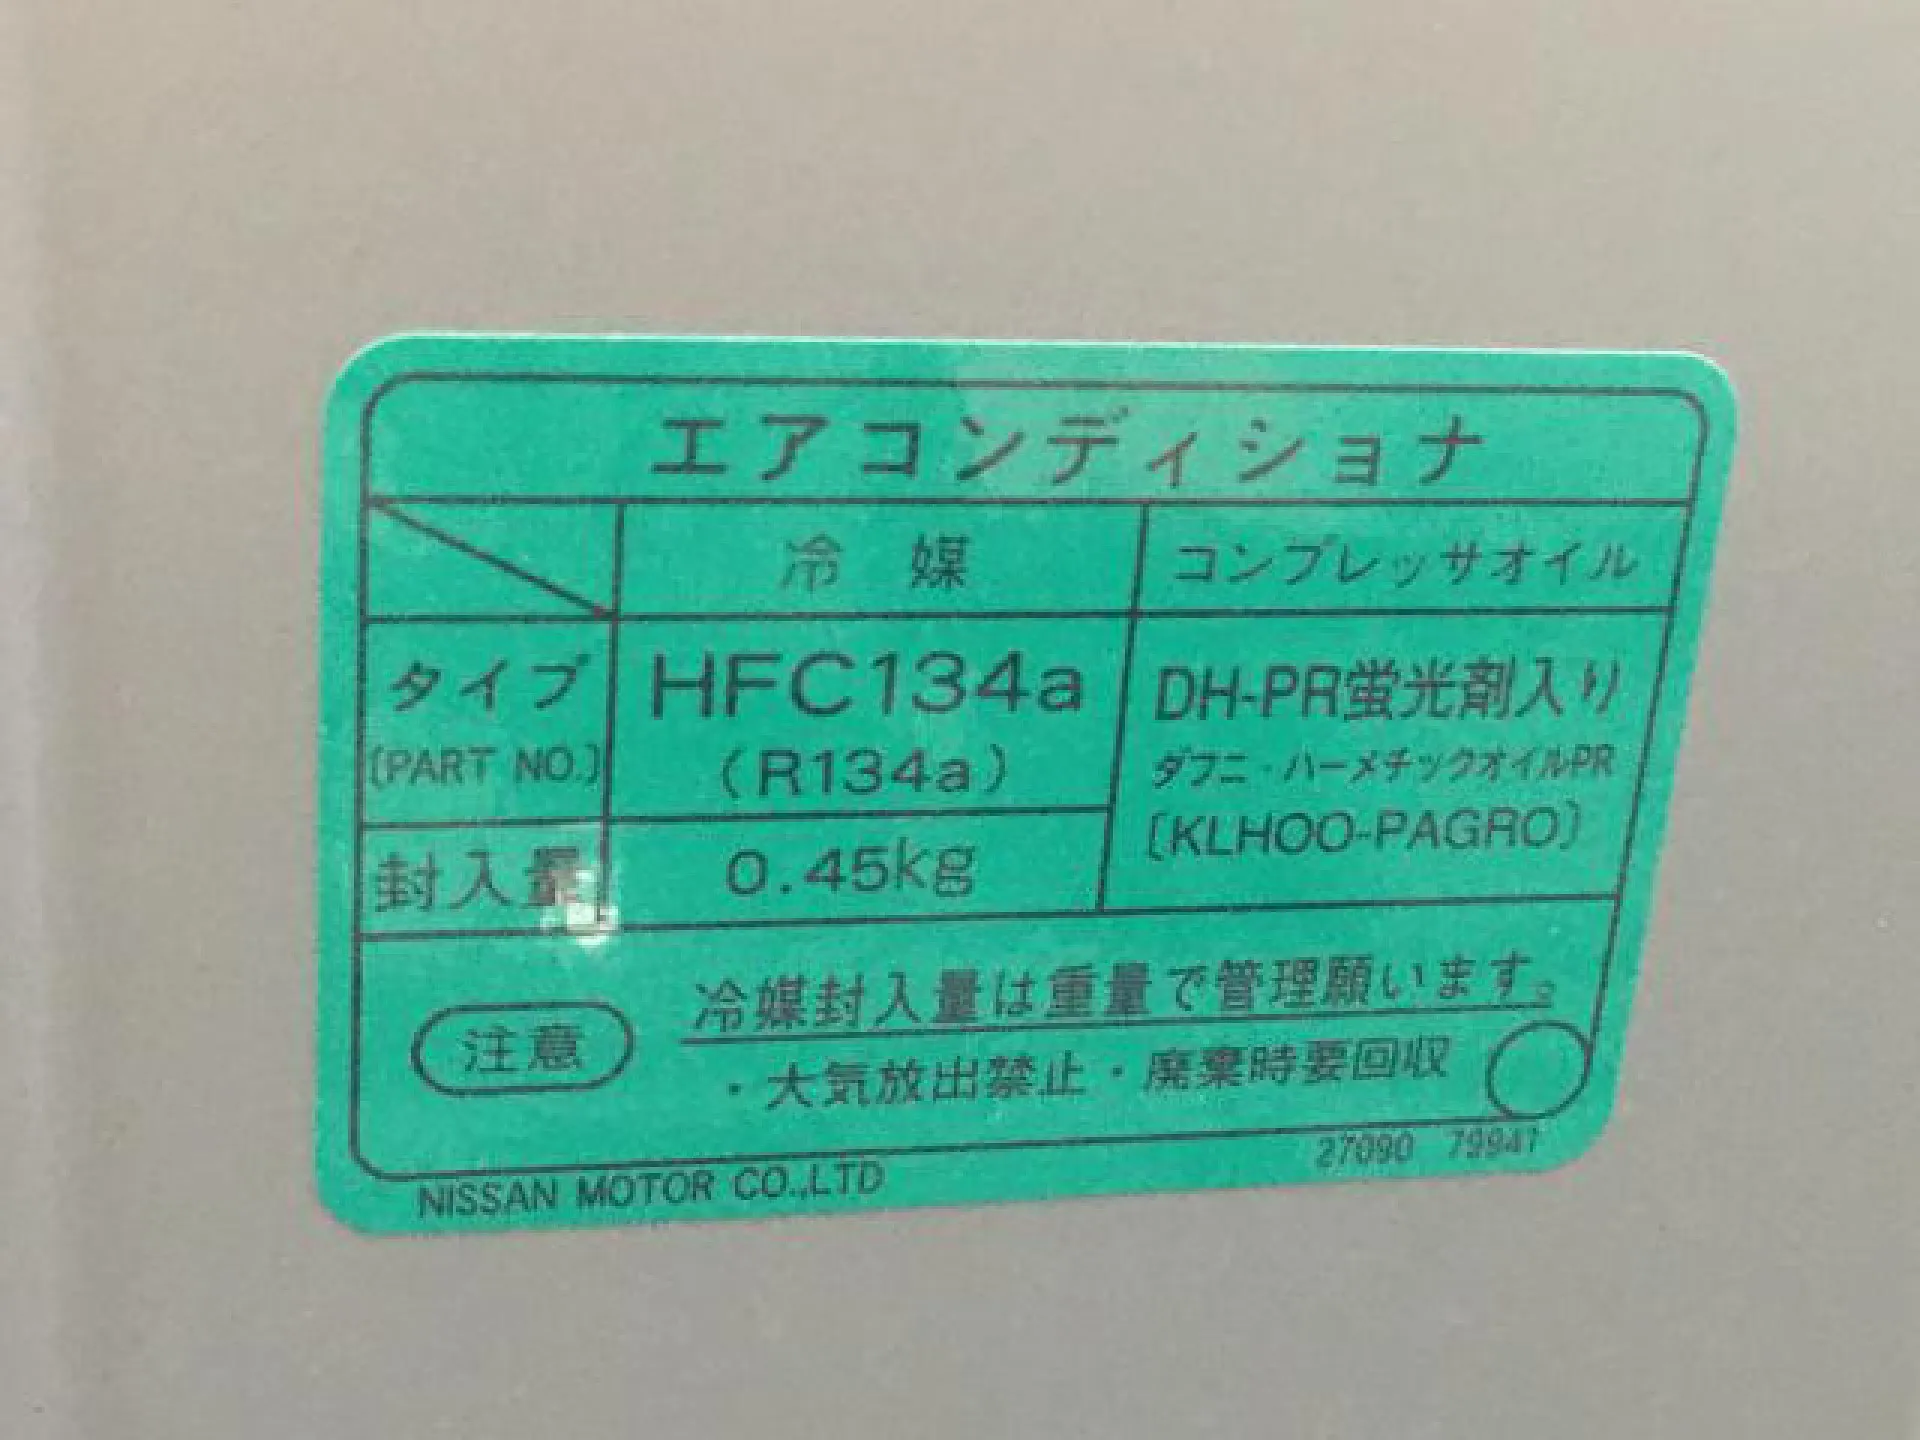 エアコンディショナ
冷媒 コンプレッサオイル
タイプ HFC134a DH-PR蛍光剤入り
(PART NO.) (R134a) ダフニ・ハーメチックオイルPR
封入量 0.45kg [KLH00-PAGR0]
冷媒封入量は重量で管理願います。
注意 ・大気放出禁止・廃棄時要回収
NISSAN MOTOR CO.,LTD 27090 79941